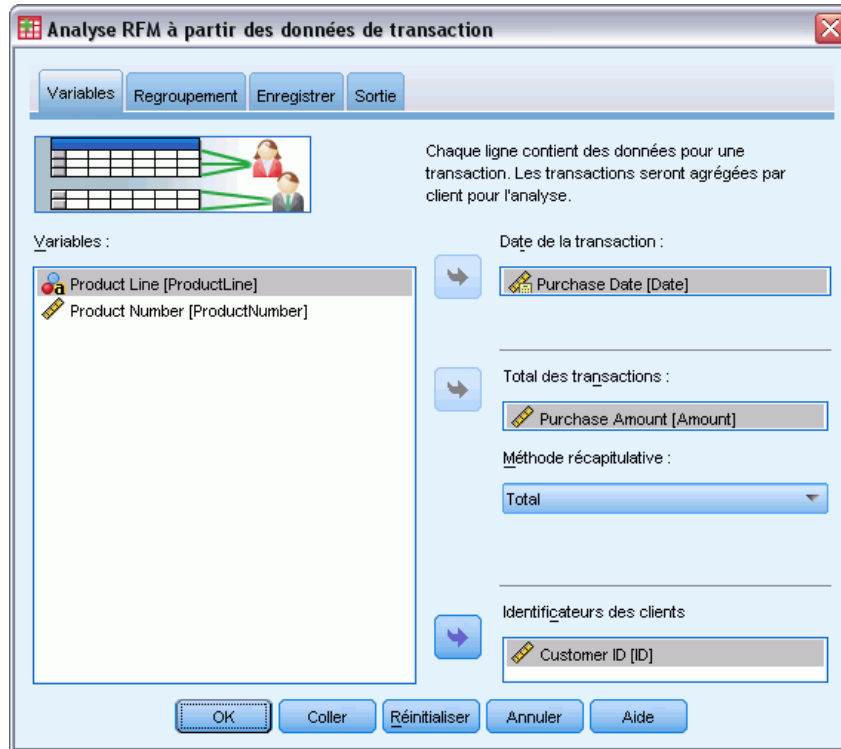 Analyse RFM à partir des données de transaction
Variables
Regroupement
Enregistrer
Sortie
Chaque ligne contient des données pour une
transaction. Les transactions seront agrégées par
client pour l'analyse.
Variables :
Product Line [ProductLine]
Product Number [ProductNumber]
Date de la transaction :
Purchase Date [Date]
Total des transactions :
Purchase Amount [Amount]
Méthode récapitulative :
Total
Identificateurs des clients
Customer ID [ID]
OK
Coller
Réinitialiser
Annuler
Aide